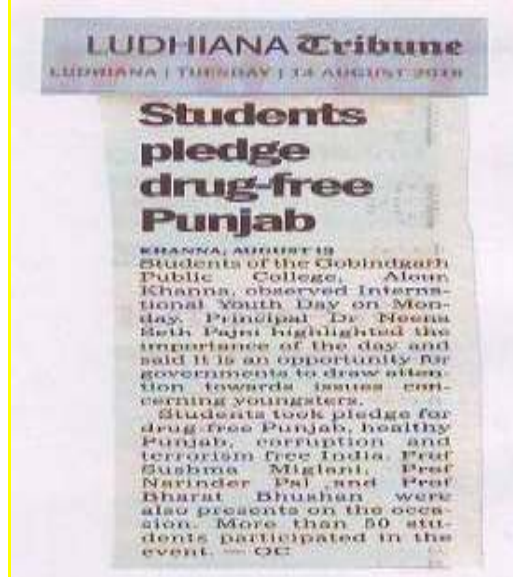 LUDHIANA Tribune
LUDHIANA | TUESDAY | 14 AUGUST 2018
Students
pledge
drug-free
Punjab
KHANNA, AUGUST 13
Students of the Gobindgarh
Public College, Alour,
Khanna, observed Interna-
tional Youth Day on Mon-
day. Principal Dr Neena
Seth Pajni highlighted the
importance of the day and
said it is an opportunity for
governments to draw atten-
tion towards issues con-
cerning youngsters.
Students took pledge for
drug-free Punjab, healthy
Punjab, corruption and
terrorism free India. Prof
Sushma Miglani, Prof
Narinder Pal and Prof
Bharat Bhushan were
also presents on the occa-
sion. More than 50 stu-
dents participated in the
event. — OC